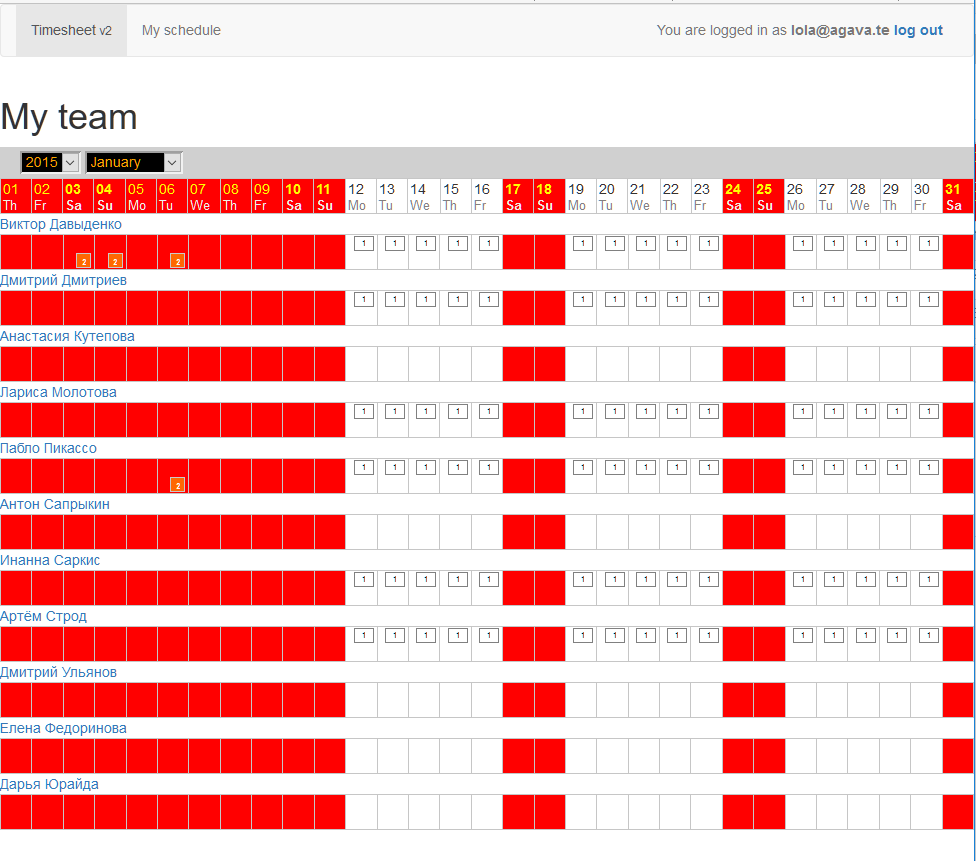 Timesheet v2 My schedule You are logged in as lola@agava.te log out
My team
2015 January
01 02 03 04 05 06 07 08 09 10 11 12 13 14 15 16 17 18 19 20 21 22 23 24 25 26 27 28 29 30 31
Th Fr Sa Su Mo Tu We Th Fr Sa Su Mo Tu We Th Fr Sa Su Mo Tu We Th Fr Sa Su Mo Tu We Th Fr Sa
Виктор Давыденко
1 1 1 1 1 1 1 1 1 1 1 1 1 1 1
2 2 2
Дмитрий Дмитриев
1 1 1 1 1 1 1 1 1 1 1 1 1 1 1
Анастасия Кутепова
Лариса Молотова
1 1 1 1 1 1 1 1 1 1 1 1 1 1 1
Пабло Пикассо
1 1 1 1 1 1 1 1 1 1 1 1 1 1 1
2
Антон Сапрыкин
Инанна Саркис
1 1 1 1 1 1 1 1 1 1 1 1 1 1 1
Артём Строд
1 1 1 1 1 1 1 1 1 1 1 1 1 1 1
Дмитрий Ульянов
Елена Федоринова
Дарья Юрайда